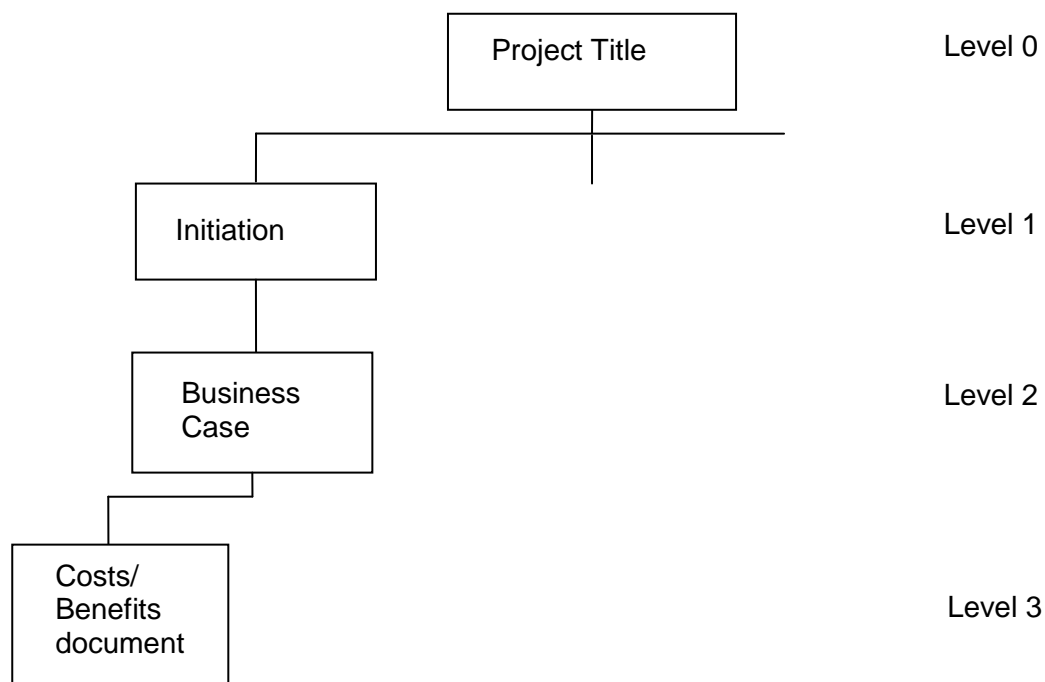 Project Title
Level 0
Initiation
Level 1
Business
Case
Level 2
Costs/
Benefits
document
Level 3